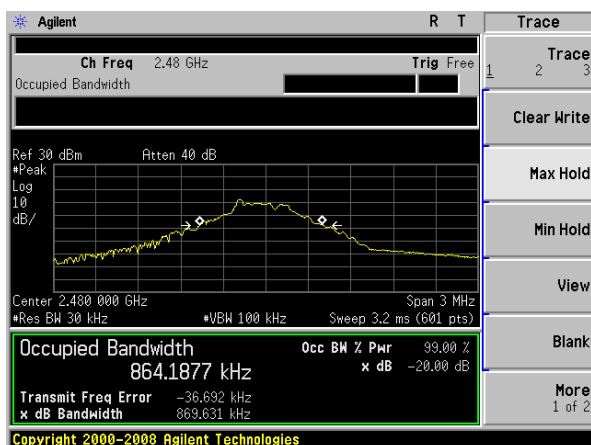 Agilent R T Trace
Ch Freq 2.48 GHz Trig Free
Occupied Bandwidth
Trace
1 2 3
Clear Write
Max Hold
Min Hold
View
Blank
More
1 of 2
Ref 30 dBm Atten 40 dB
#Peak
Log
10
dB/
Center 2.480 000 GHz Span 3 MHz
#Res BW 30 kHz #VBW 100 kHz Sweep 3.2 ms (601 pts)
Occupied Bandwidth Occ BW % Pwr 99.00 %
864.1877 kHz x dB -20.00 dB
Transmit Freq Error -36.692 kHz
x dB Bandwidth 869.631 kHz
Copyright 2000-2008 Agilent Technologies